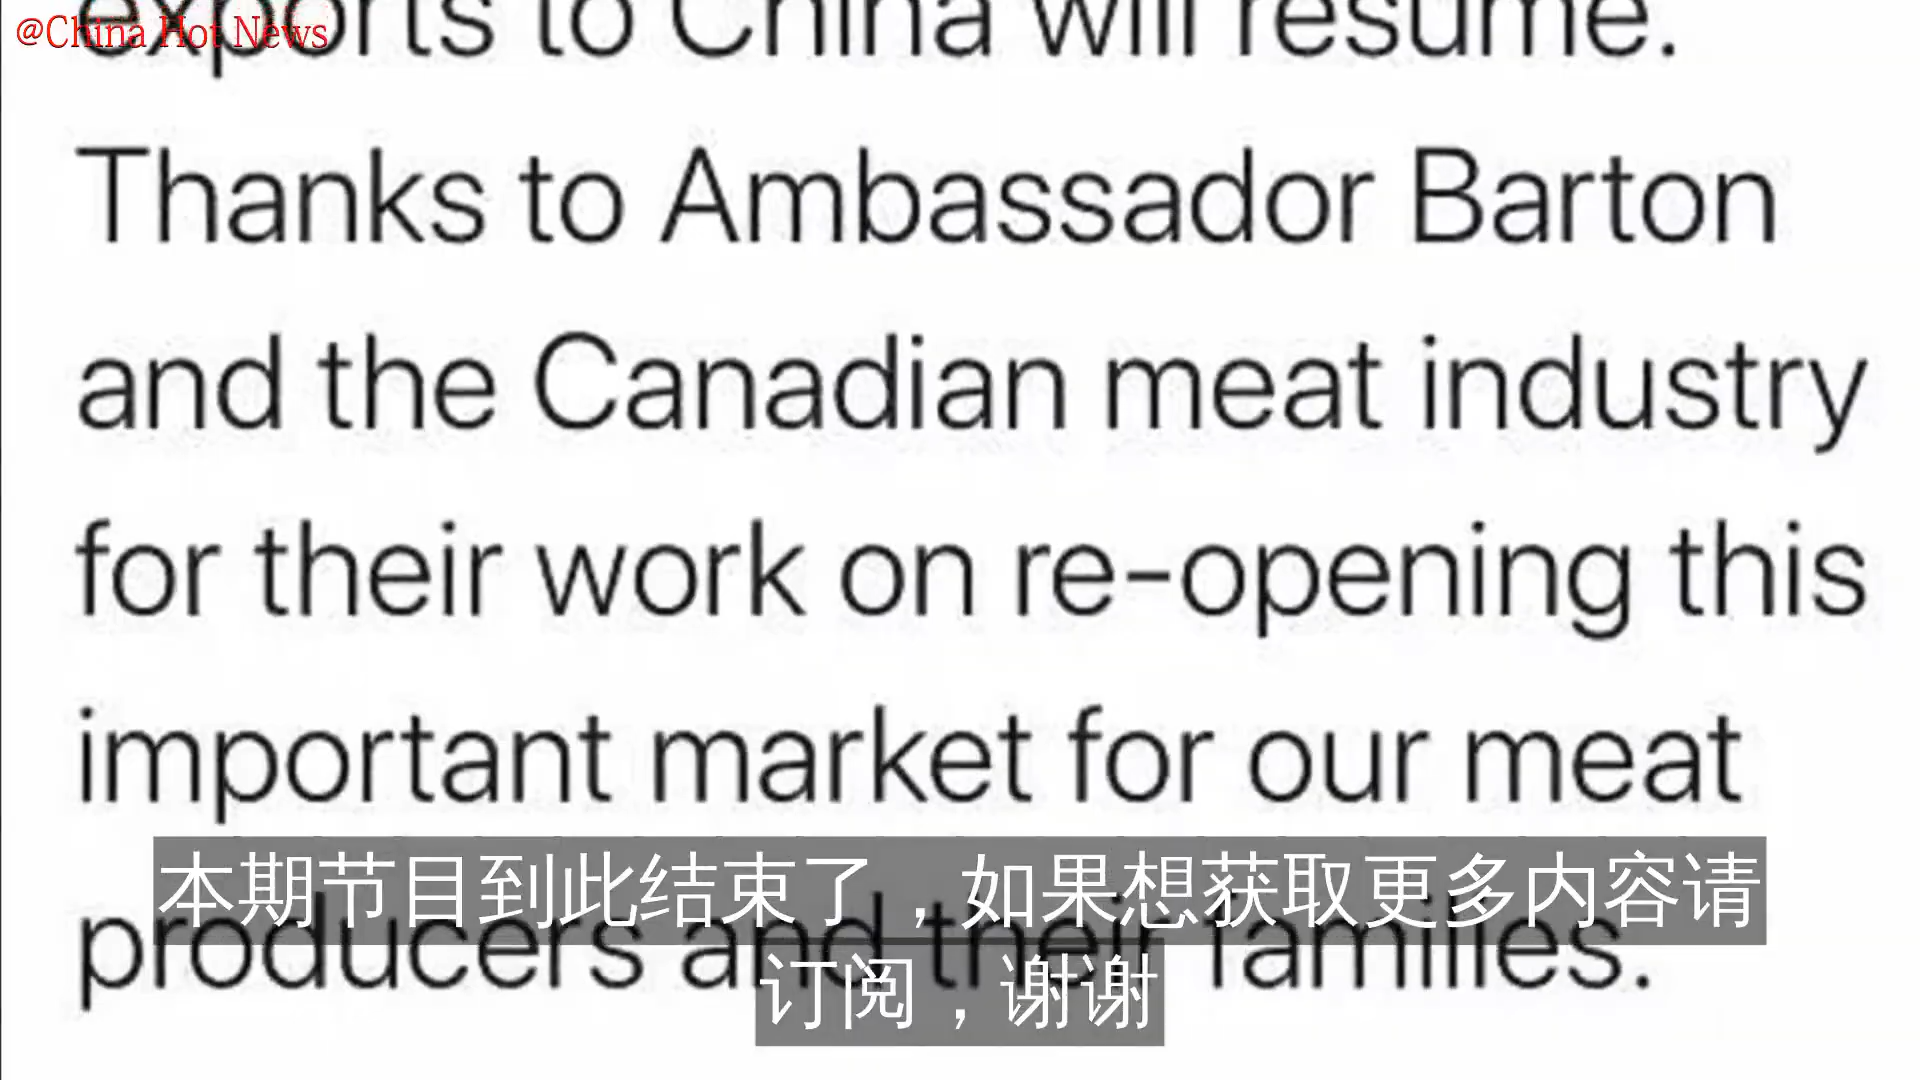 @China Hot News
exports to China will resume.
Thanks to Ambassador Barton
and the Canadian meat industry
for their work on re-opening this
important market for our meat
producers and their families.
本期节目到此结束了，如果想获取更多内容请
订阅，谢谢